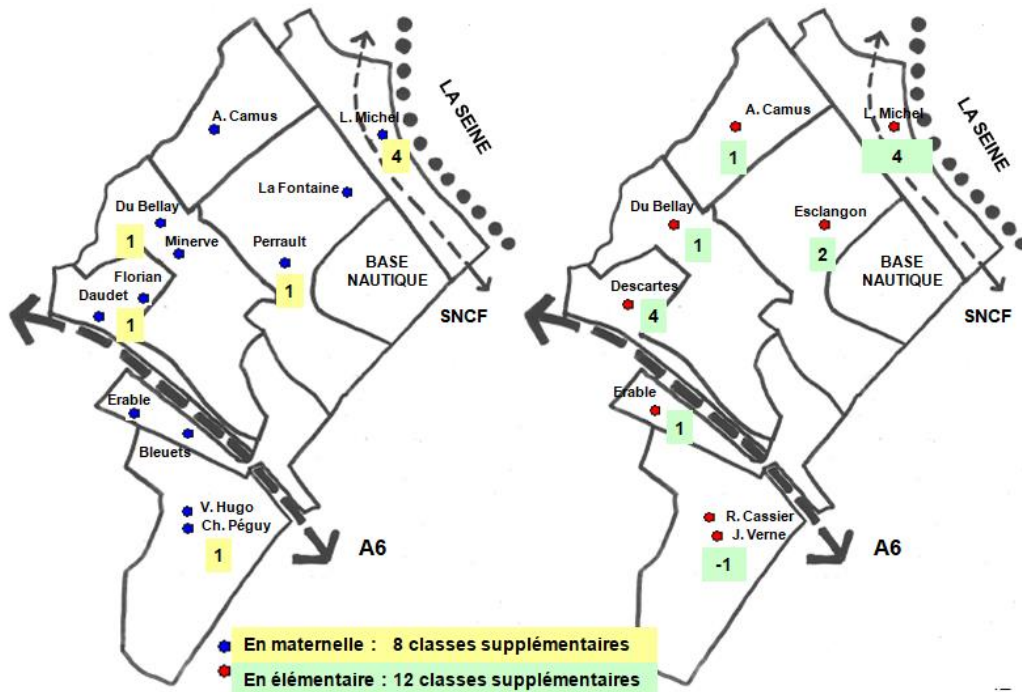 A. Camus
L. Michel
4
LA SEINE
La Fontaine
Du Bellay
1
Minerve
Perrault
1
BASE
NAUTIQUE
Florian
Daudet
1
SNCF
Erable
Bleuets
V. Hugo
Ch. Péguy
1
A6
A. Camus
1
L. Michel
4
LA SEINE
Du Bellay
1
Esclangon
2
BASE
NAUTIQUE
Descartes
4
SNCF
Erable
1
R. Cassier
J. Verne
-1
A6
En maternelle : 8 classes supplémentaires
En élémentaire : 12 classes supplémentaires